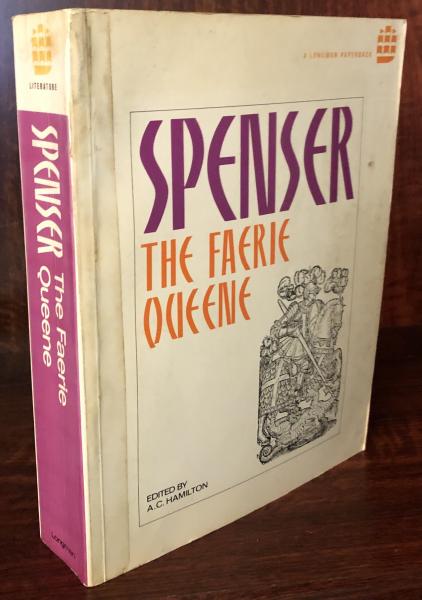 LITERATURE
SPENSER The Faerie
Queene
Longman
A LONGMAN PAPERBACK
SPENSER
THE FAERIE
QUEENE
EDITED BY
A.C. HAMILTON